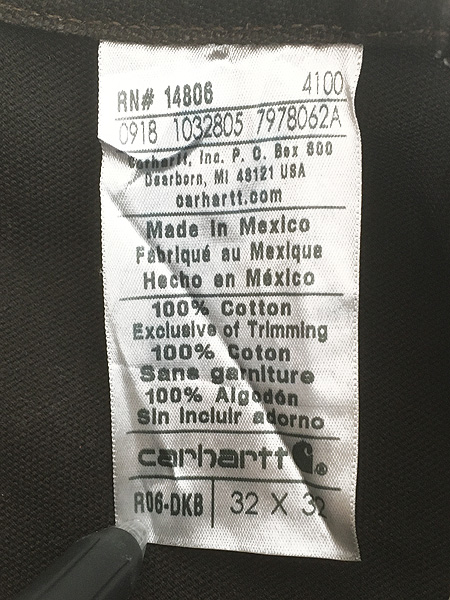 RN# 14806 4100
0918 1032805 7978062A
Carhartt, Inc. P. O. Box 600
Dearborn, MI 48121 USA
carhartt.com
Made in Mexico
Fabriqué au Mexique
Hecho en México
100% Cotton
Exclusive of Trimming
100% Coton
Sans garniture
100% Algodón
Sin incluir adorno
carhartt ®
R06-DKB 32 X 32